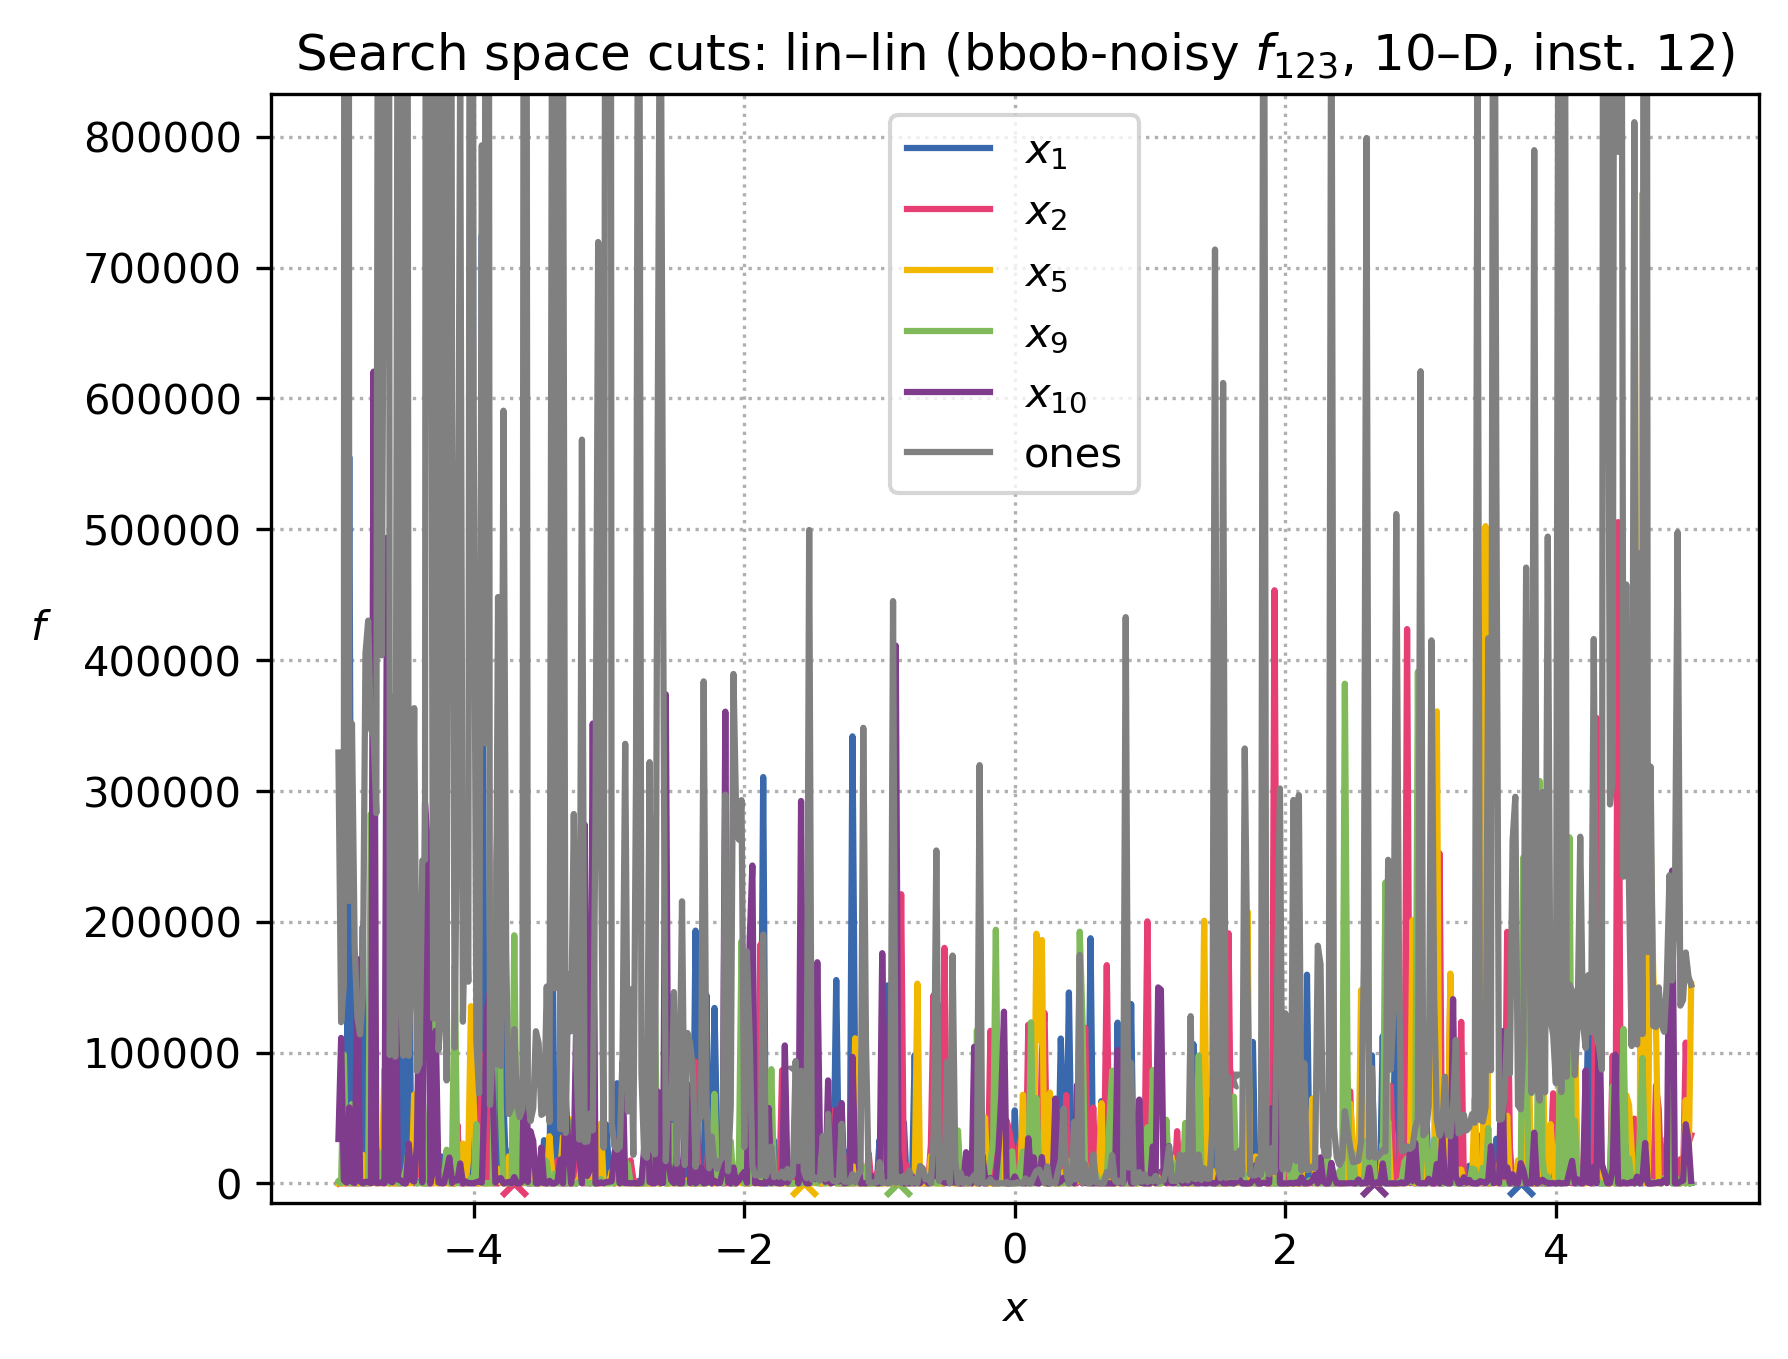 Search space cuts: lin–lin (bbob-noisy f₁₂₃, 10–D, inst. 12)
800000
700000
600000
500000
400000
300000
200000
100000
0
f
x₁
x₂
x₅
x₉
x₁₀
ones
−4
−2
0
2
4
x